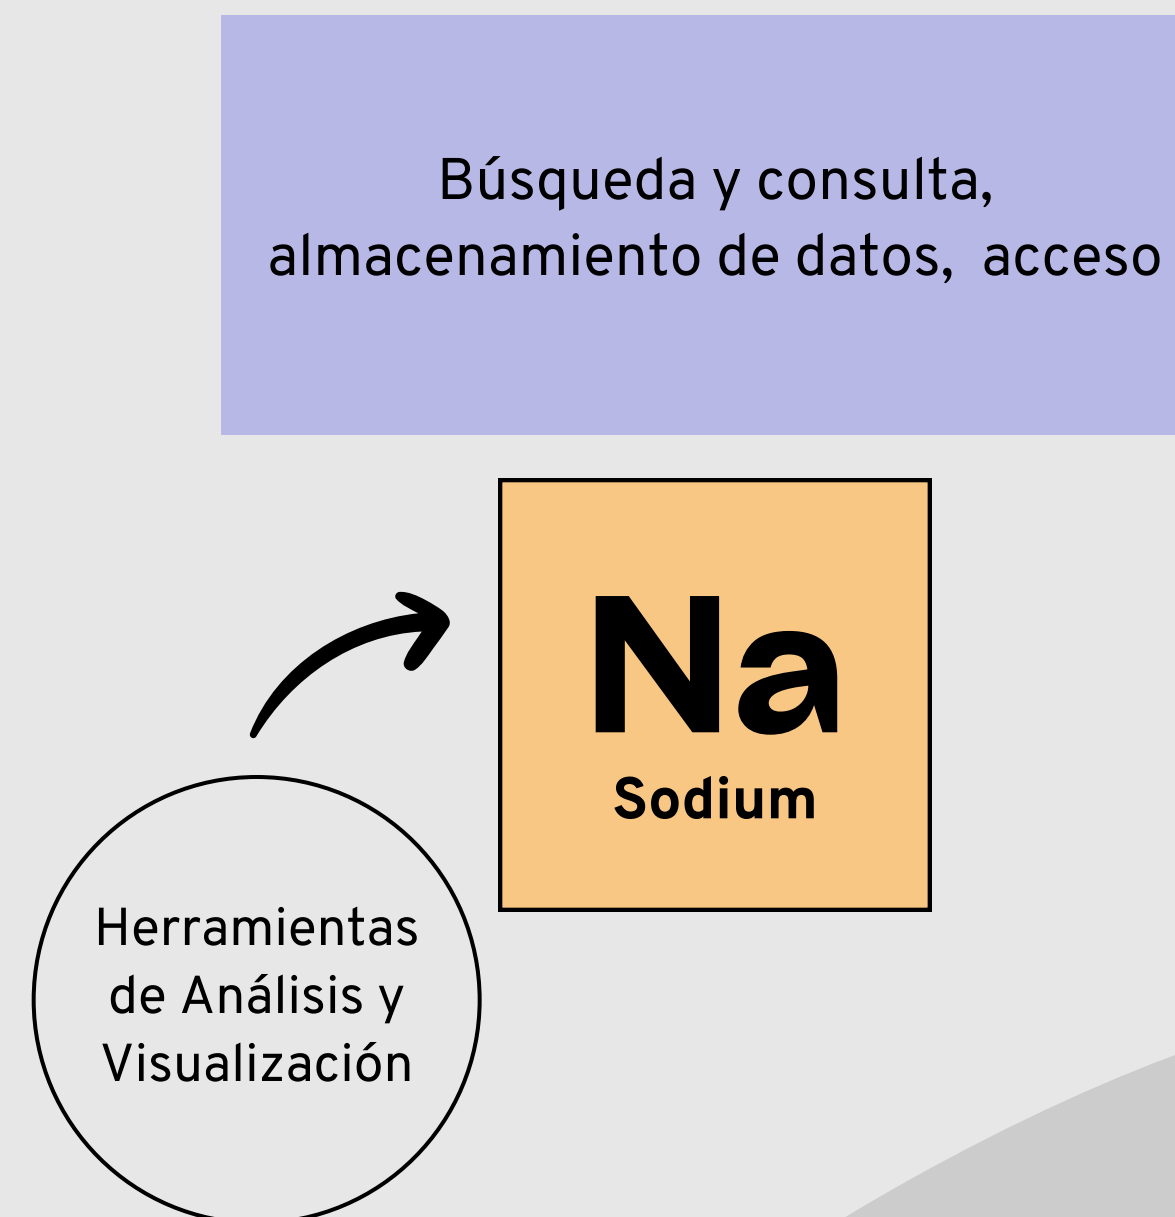 Búsqueda y consulta,
almacenamiento de datos,  acceso
Na
Sodium
Herramientas
de Análisis y
Visualización